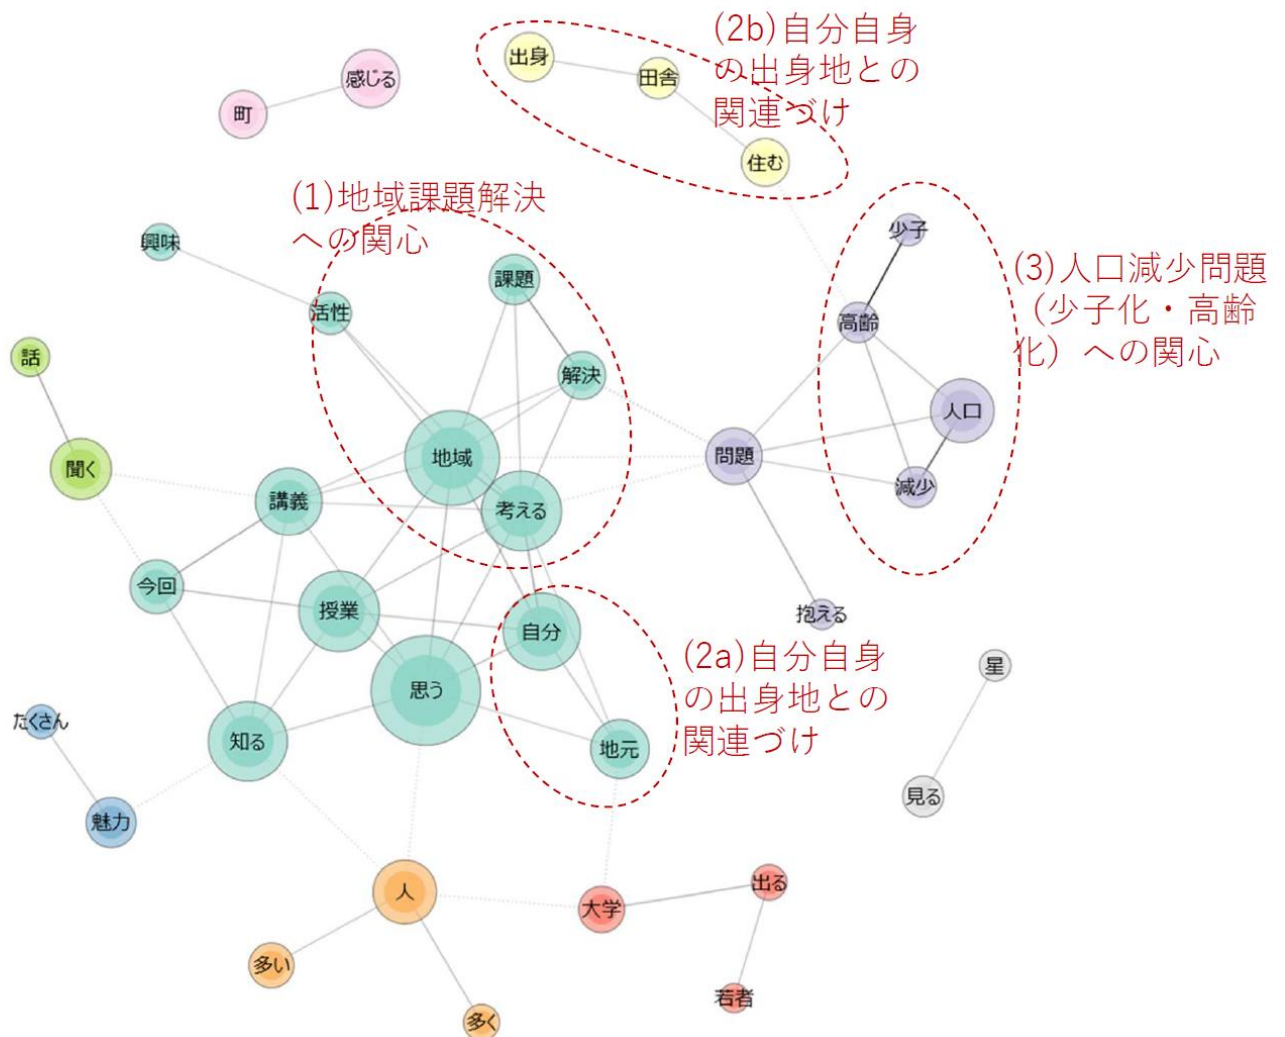 (2b)自分自身
の出身地との
関連づけ
出身
田舎
住む
感じる
町
(1)地域課題解決
への関心
興味
活性
課題
解決
少子
高齢
人口
減少
(3)人口減少問題
（少子化・高齢
化）への関心
話
聞く
地域
考える
問題
講義
今回
授業
自分
思う
知る
地元
抱える
(2a)自分自身
の出身地との
関連づけ
星
見る
たくさん
魅力
人
多い
多く
大学
出る
若者